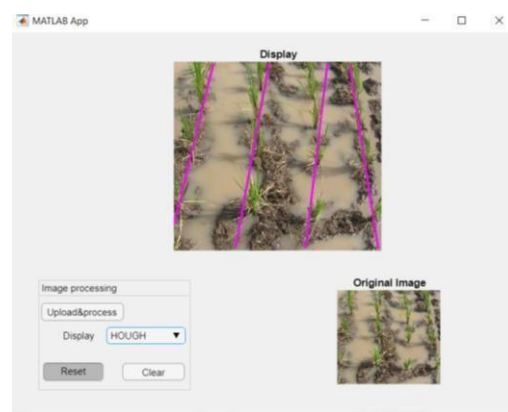 MATLAB App
Display
Image processing
Upload&process
Display HOUGH
Reset Clear
Original Image